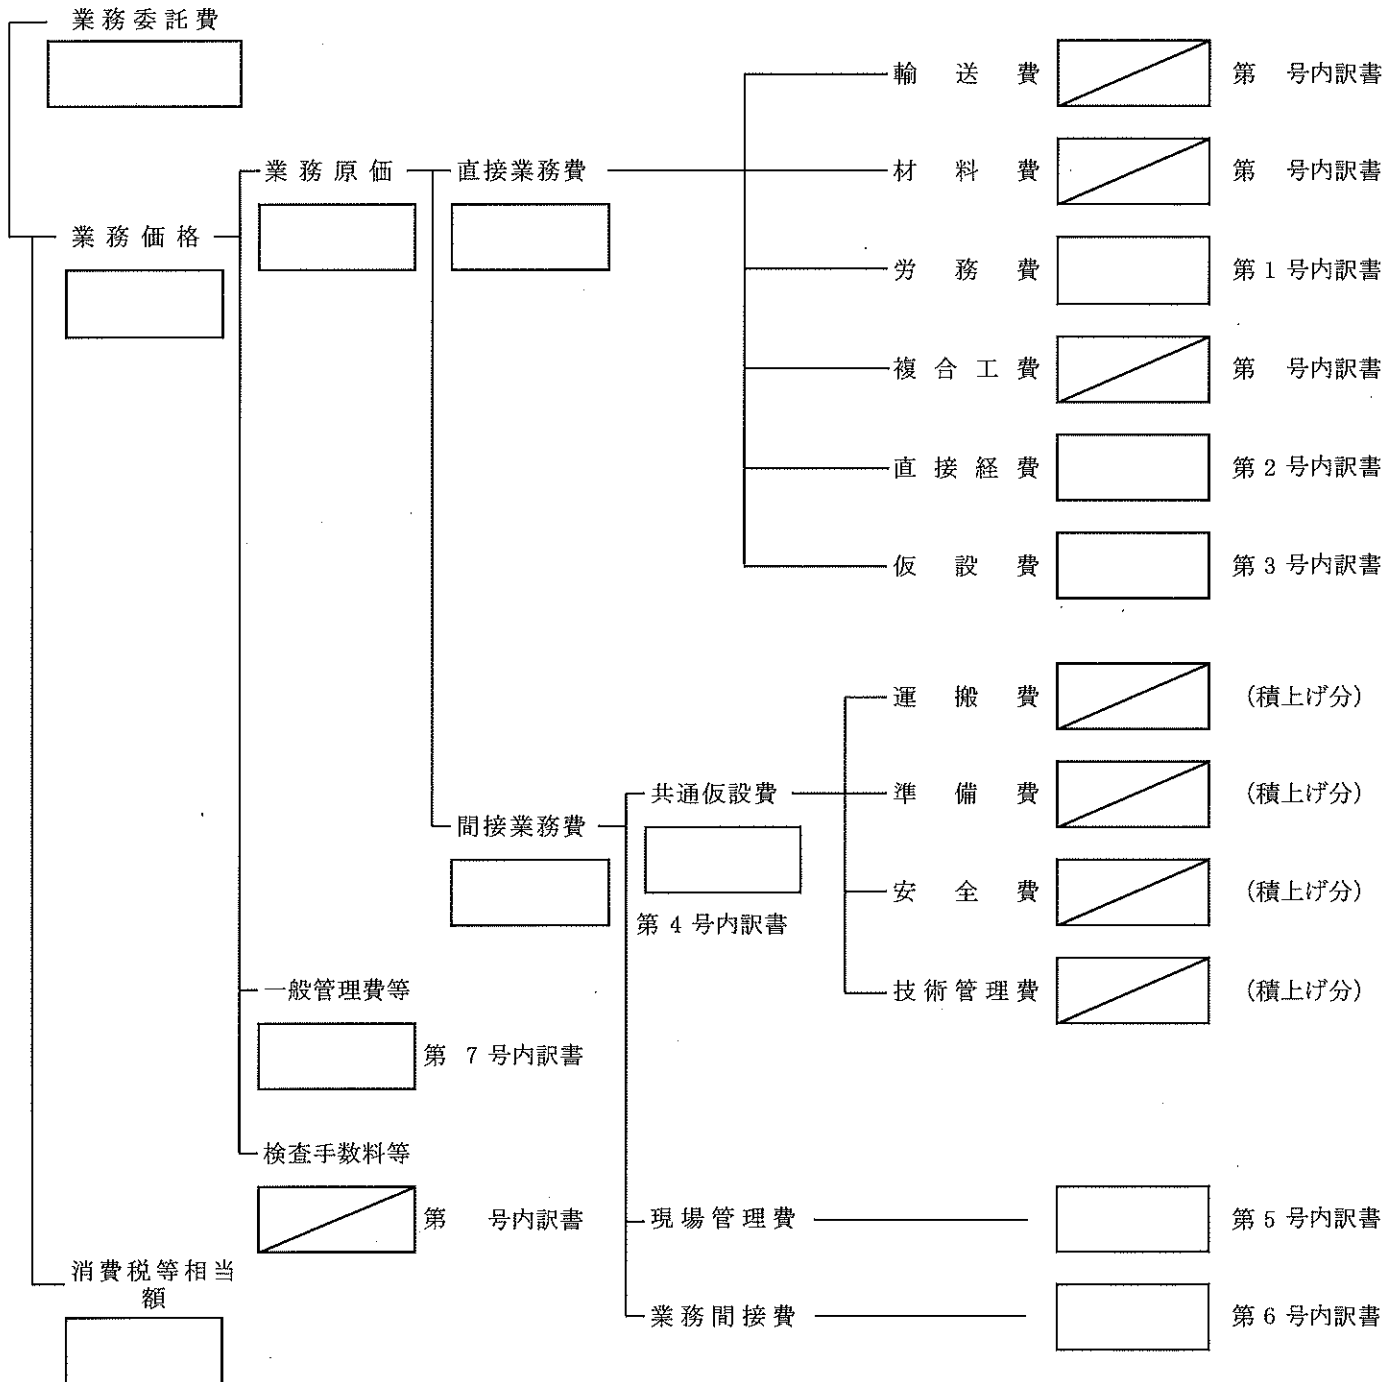 業務委託費
輸送費 第 号内訳書
業務原価 直接業務費 材料費 第 号内訳書
業務価格
労務費 第1号内訳書
複合工費 第 号内訳書
直接経費 第2号内訳書
仮設費 第3号内訳書
運搬費 (積上げ分)
共通仮設費 準備費 (積上げ分)
間接業務費
安全費 (積上げ分)
第4号内訳書
一般管理費等 技術管理費 (積上げ分)
第7号内訳書
検査手数料等
第 号内訳書 現場管理費 第5号内訳書
消費税等相当
額
業務間接費 第6号内訳書